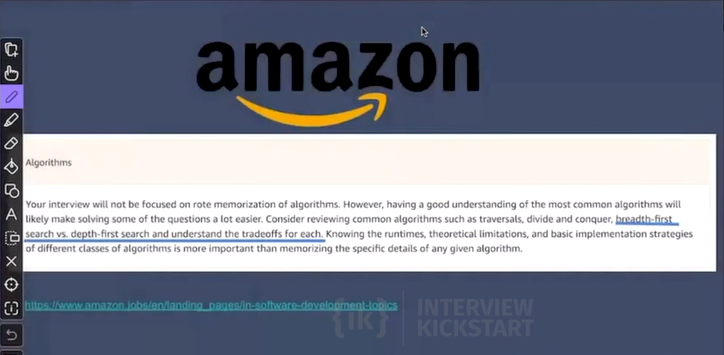 amazon
Algorithms
Your interview will not be focused on rote memorization of algorithms. However, having a good understanding of the most common algorithms will
likely make solving some of the questions a lot easier. Consider reviewing common algorithms such as traversals, divide and conquer, breadth-first
search vs. depth-first search and understand the tradeoffs for each. Knowing the runtimes, theoretical limitations, and basic implementation strategies
of different classes of algorithms is more important than memorizing the specific details of any given algorithm.
https://www.amazon.jobs/en/landing_pages/in-software-development-topics
{ik} INTERVIEW
KICKSTART